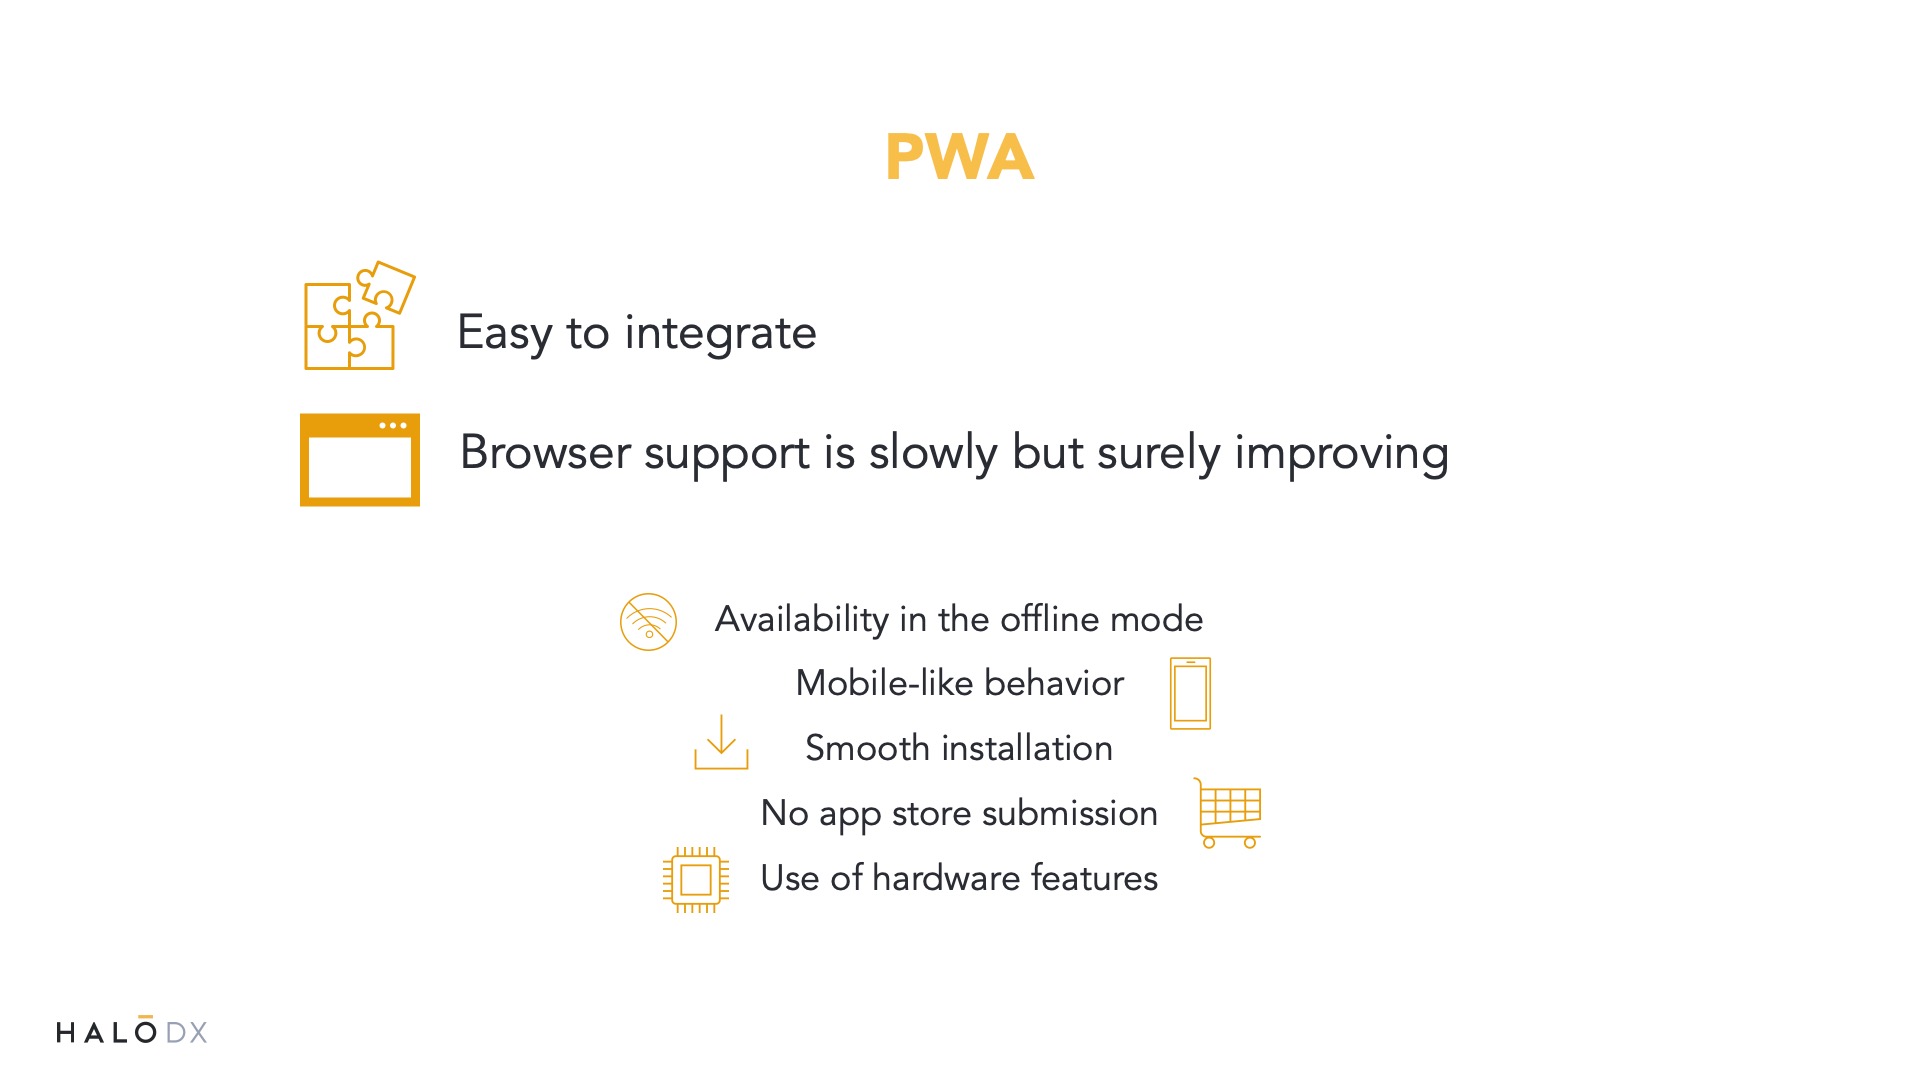 PWA
Easy to integrate
Browser support is slowly but surely improving
Availability in the offline mode
Mobile-like behavior
Smooth installation
No app store submission
Use of hardware features
HALŌDX